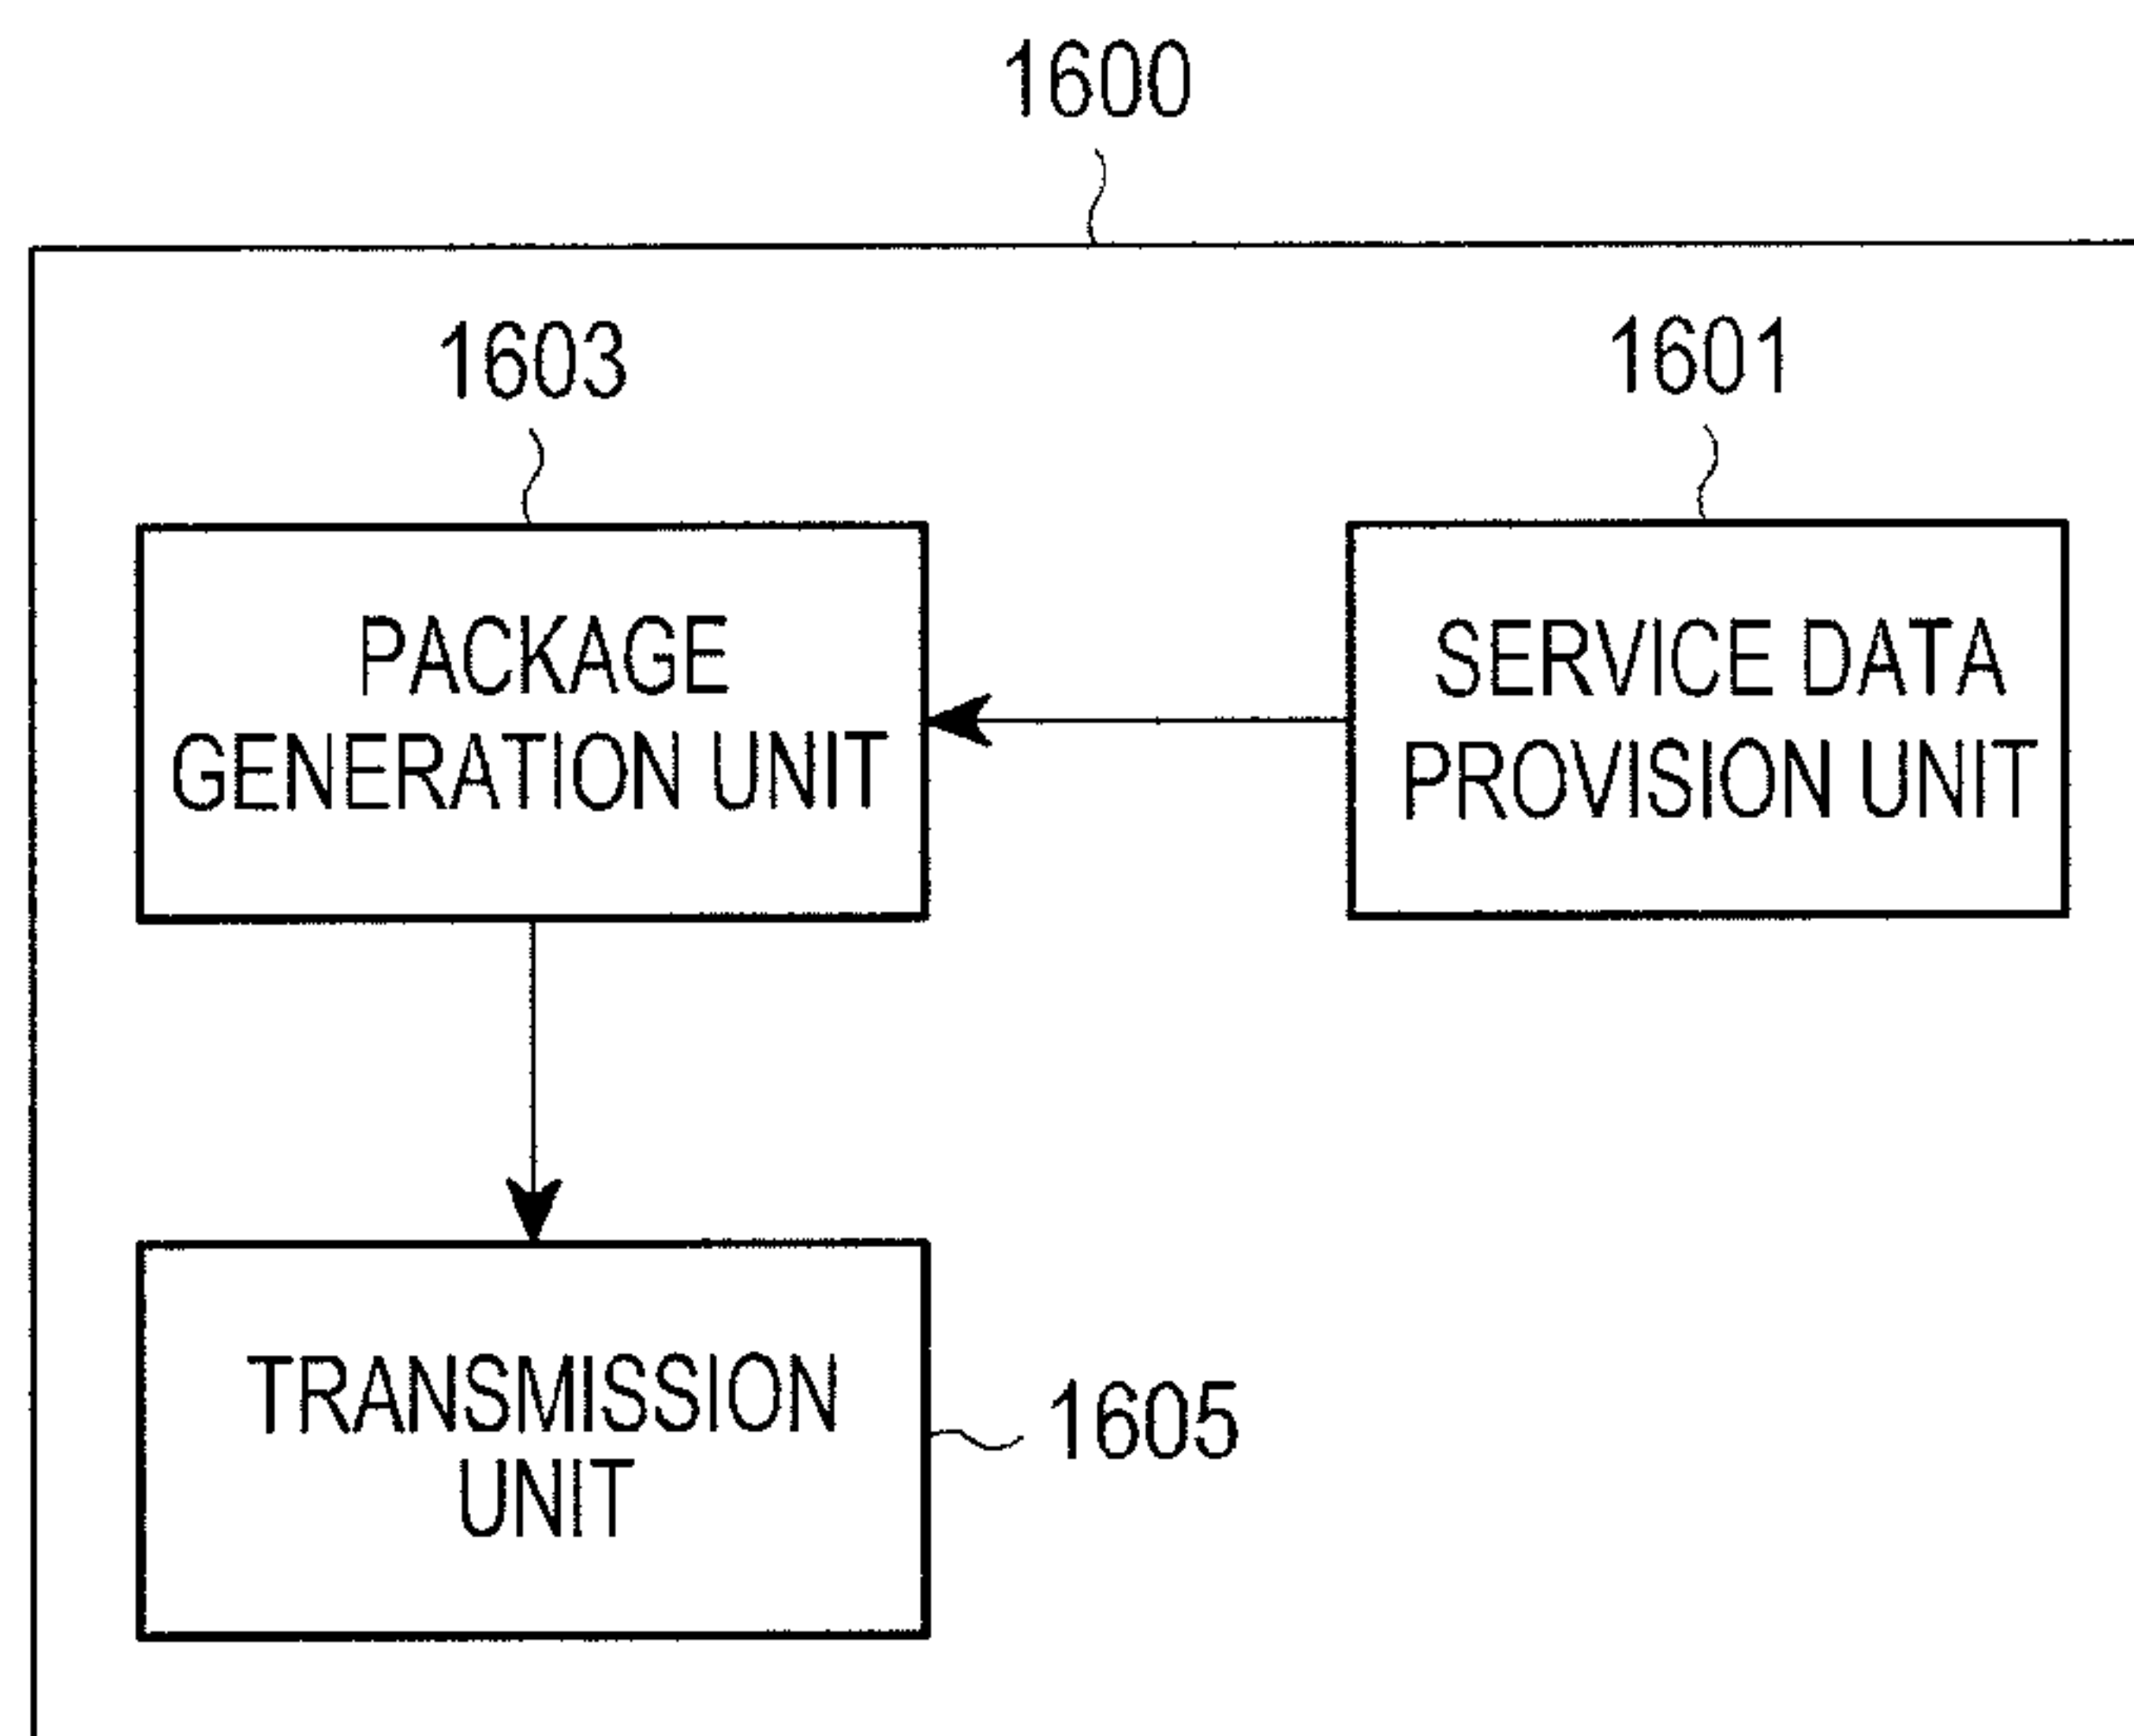 1600
1603
1601
PACKAGE
GENERATION UNIT
SERVICE DATA
PROVISION UNIT
TRANSMISSION
UNIT
1605